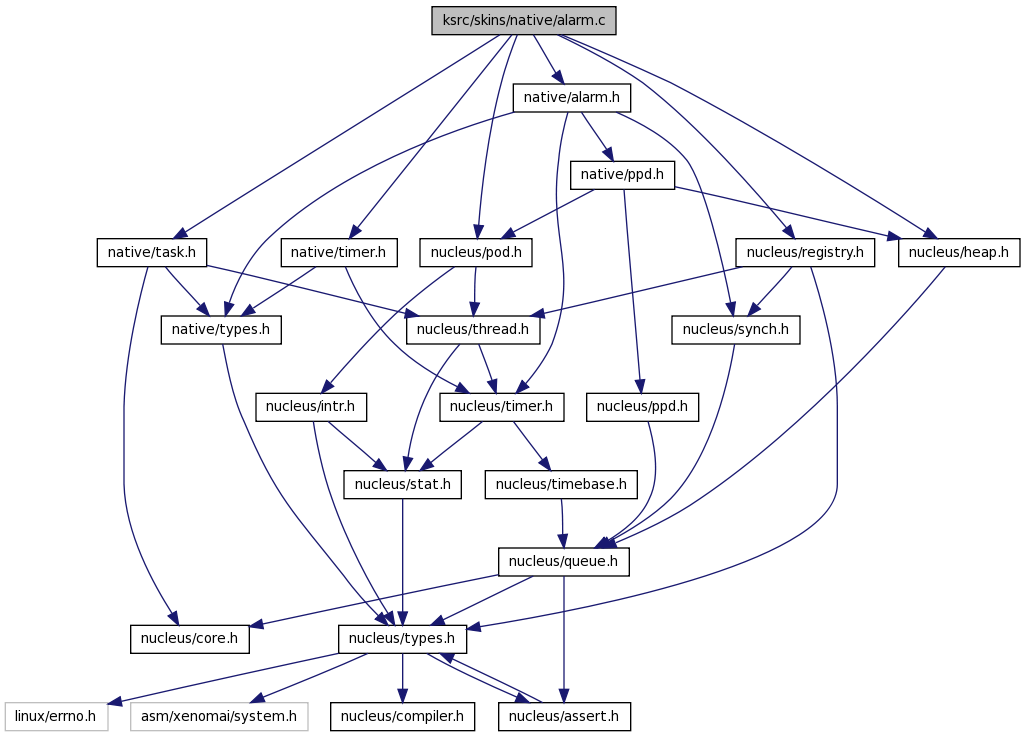 ksrc/skins/native/alarm.c
native/alarm.h
native/ppd.h
native/task.h
native/timer.h
nucleus/pod.h
nucleus/registry.h
nucleus/heap.h
native/types.h
nucleus/thread.h
nucleus/synch.h
nucleus/intr.h
nucleus/timer.h
nucleus/ppd.h
nucleus/stat.h
nucleus/timebase.h
nucleus/queue.h
nucleus/core.h
nucleus/types.h
linux/errno.h
asm/xenomai/system.h
nucleus/compiler.h
nucleus/assert.h